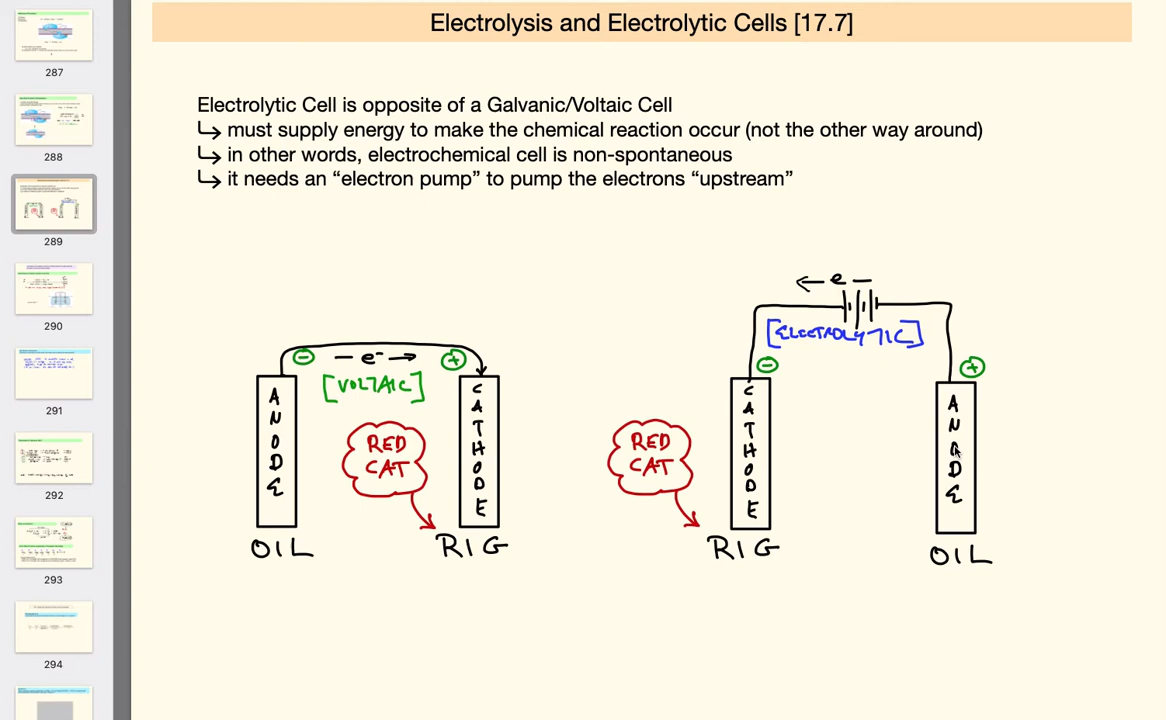 Electrolysis and Electrolytic Cells [17.7]
Electrolytic Cell is opposite of a Galvanic/Voltaic Cell
↳ must supply energy to make the chemical reaction occur (not the other way around)
↳ in other words, electrochemical cell is non-spontaneous
↳ it needs an “electron pump” to pump the electrons “upstream”
⊖ — e⁻ → ⊕
[VOLTAIC]
ANODE
CATHODE
RED
CAT
OIL
RIG
← e —
[ELECTROLYTIC]
⊖
⊕
RED
CAT
CATHODE
ANODE
RIG
OIL
287
288
289
290
291
292
293
294